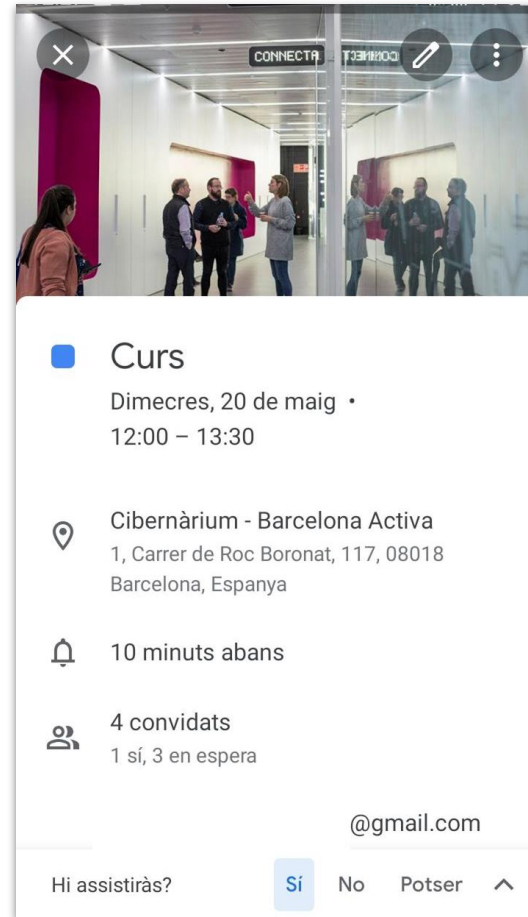 CONNECTA
Curs
Dimecres, 20 de maig •
12:00 – 13:30
Cibernàrium - Barcelona Activa
1, Carrer de Roc Boronat, 117, 08018
Barcelona, Espanya
10 minuts abans
4 convidats
1 sí, 3 en espera
@gmail.com
Hi assistiràs?
Sí
No
Potser